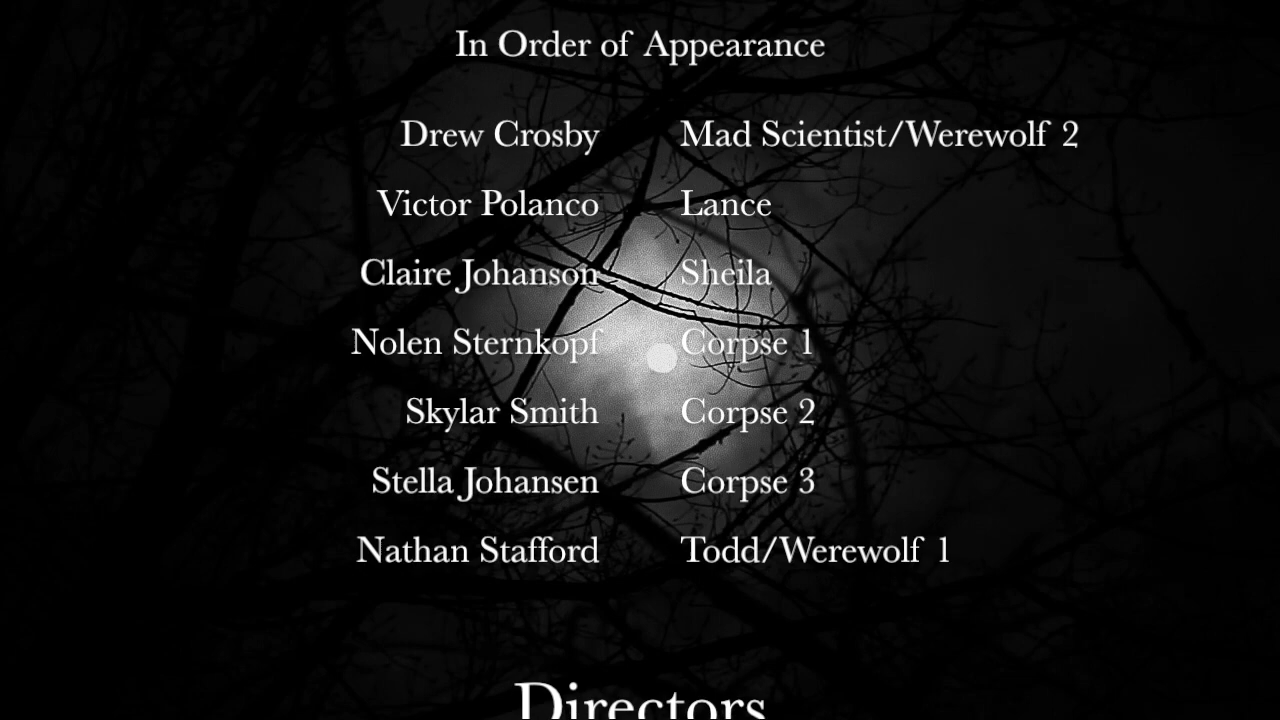 In Order of Appearance
Drew Crosby Mad Scientist/Werewolf 2
Victor Polanco Lance
Claire Johanson Sheila
Nolen Sternkopf Corpse 1
Skylar Smith Corpse 2
Stella Johansen Corpse 3
Nathan Stafford Todd/Werewolf 1
Directors